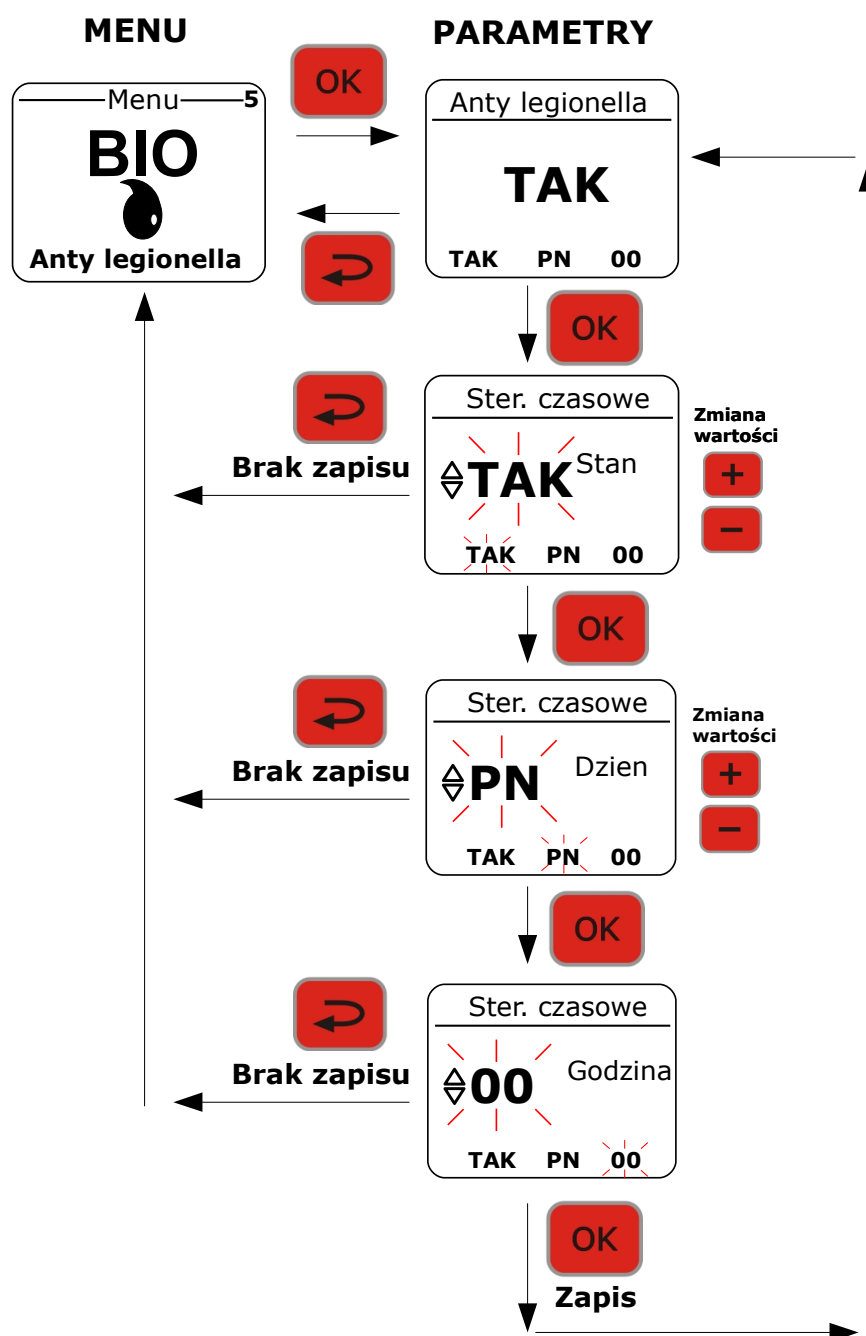 MENU
PARAMETRY
Menu 5
BIO
Anty legionella
OK
Anty legionella
TAK
TAK PN 00
OK
Ster. czasowe
TAK Stan
TAK PN 00
Brak zapisu
Zmiana
wartości
+
-
OK
Ster. czasowe
PN Dzien
TAK PN 00
Brak zapisu
Zmiana
wartości
+
-
OK
Ster. czasowe
00 Godzina
TAK PN 00
Brak zapisu
OK
Zapis